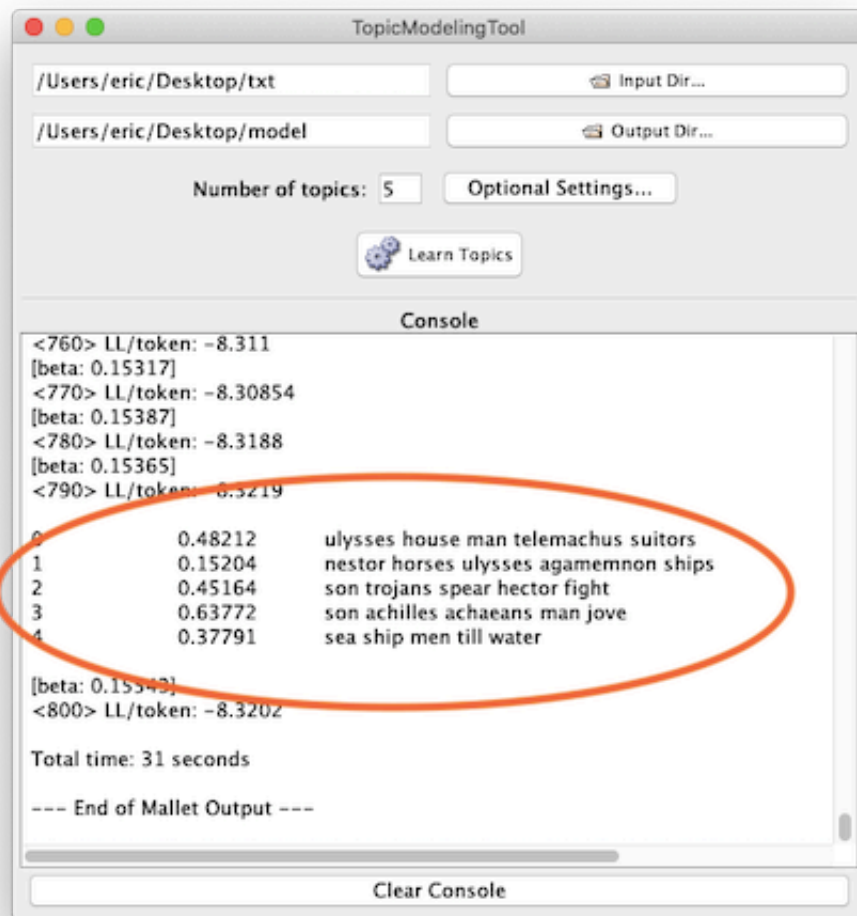 TopicModelingTool
/Users/eric/Desktop/txt Input Dir...
/Users/eric/Desktop/model Output Dir...
Number of topics: 5 Optional Settings...
Learn Topics
Console
<760> LL/token: -8.311
[beta: 0.15317]
<770> LL/token: -8.30854
[beta: 0.15387]
<780> LL/token: -8.3188
[beta: 0.15365]
<790> LL/token: -8.3219
0 0.48212 ulysses house man telemachus suitors
1 0.15204 nestor horses ulysses agamemnon ships
2 0.45164 son trojans spear hector fight
3 0.63772 son achilles achaeans man jove
4 0.37791 sea ship men till water
[beta: 0.15343]
<800> LL/token: -8.3202
Total time: 31 seconds
--- End of Mallet Output ---
Clear Console